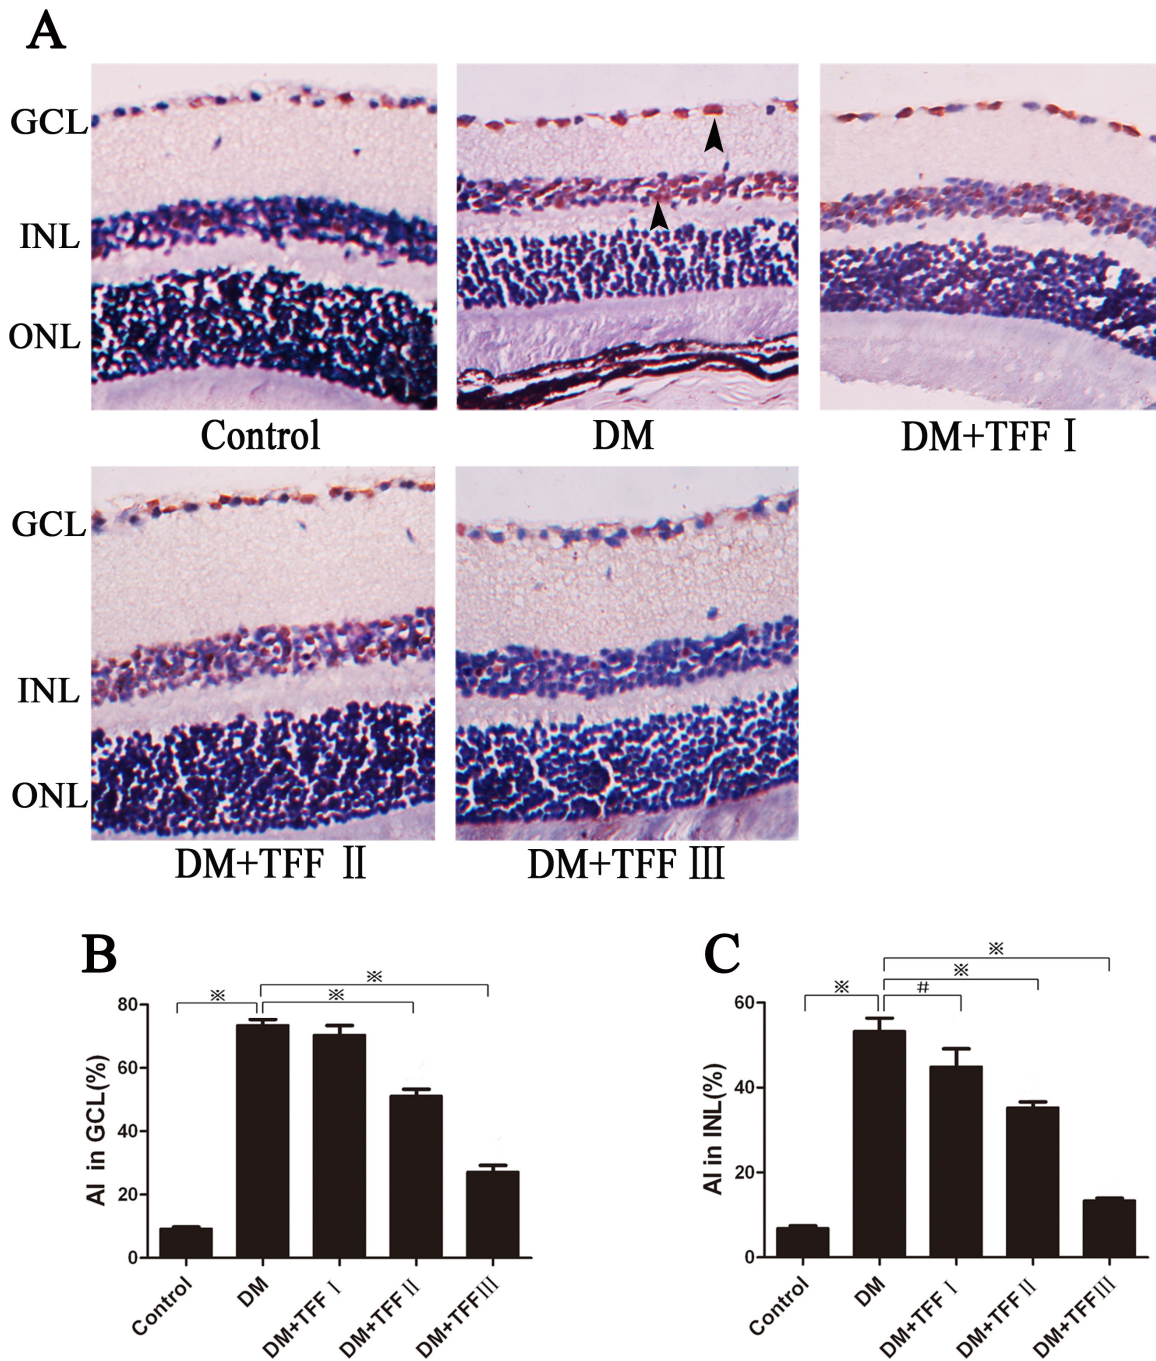 A
GCL
INL
ONL
Control
DM
DM+TFF Ⅰ
GCL
INL
ONL
DM+TFF Ⅱ
DM+TFF Ⅲ
B
※
※
※
80
60
40
20
0
AI in GCL(%)
Control
DM
DM+TFF Ⅰ
DM+TFF Ⅱ
DM+TFF Ⅲ
C
※
※
※
#
60
40
20
0
AI in INL(%)
Control
DM
DM+TFF Ⅰ
DM+TFF Ⅱ
DM+TFF Ⅲ